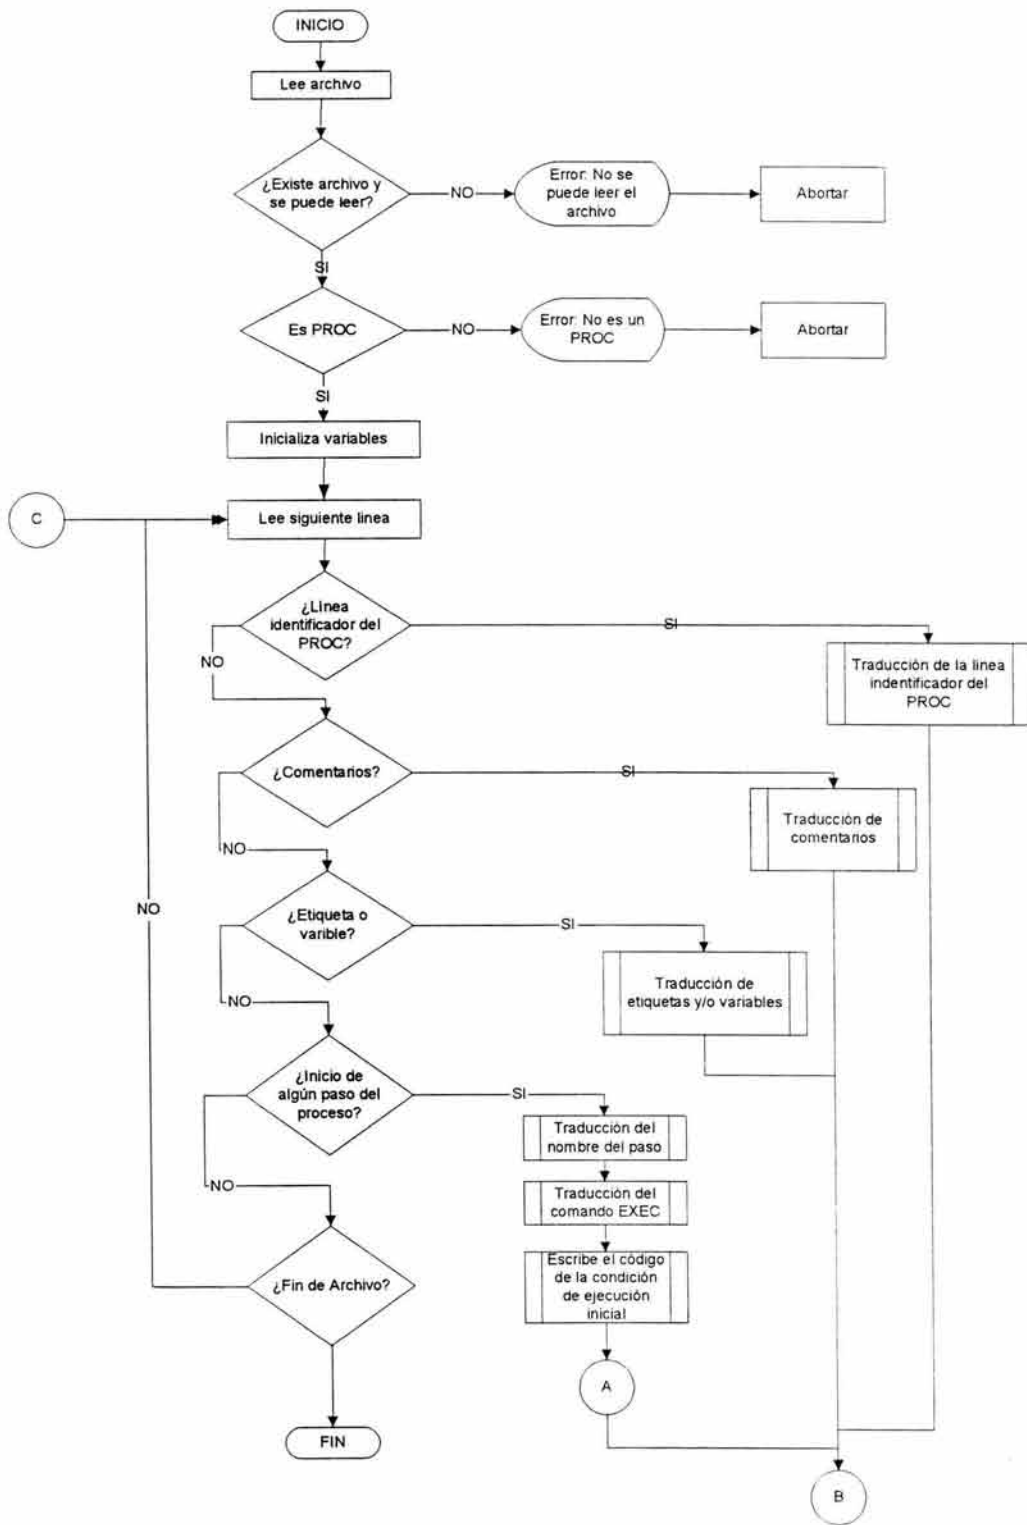 INICIO
Lee archivo
¿Existe archivo y
se puede leer?
NO
Error: No se
puede leer el
archivo
Abortar
SI
Es PROC
NO
Error: No es un
PROC
Abortar
SI
Inicializa variables
C
Lee siguiente linea
¿Linea
identificador del
PROC?
SI
NO
Traducción de la linea
indentificador del
PROC
¿Comentarios?
SI
Traducción de
comentarios
NO
NO
¿Etiqueta o
varible?
SI
Traducción de
etiquetas y/o variables
NO
¿Inicio de
algún paso del
proceso?
SI
Traducción del
nombre del paso
NO
Traducción del
comando EXEC
Escribe el código
de la condición
de ejecución
inicial
¿Fin de Archivo?
A
FIN
B